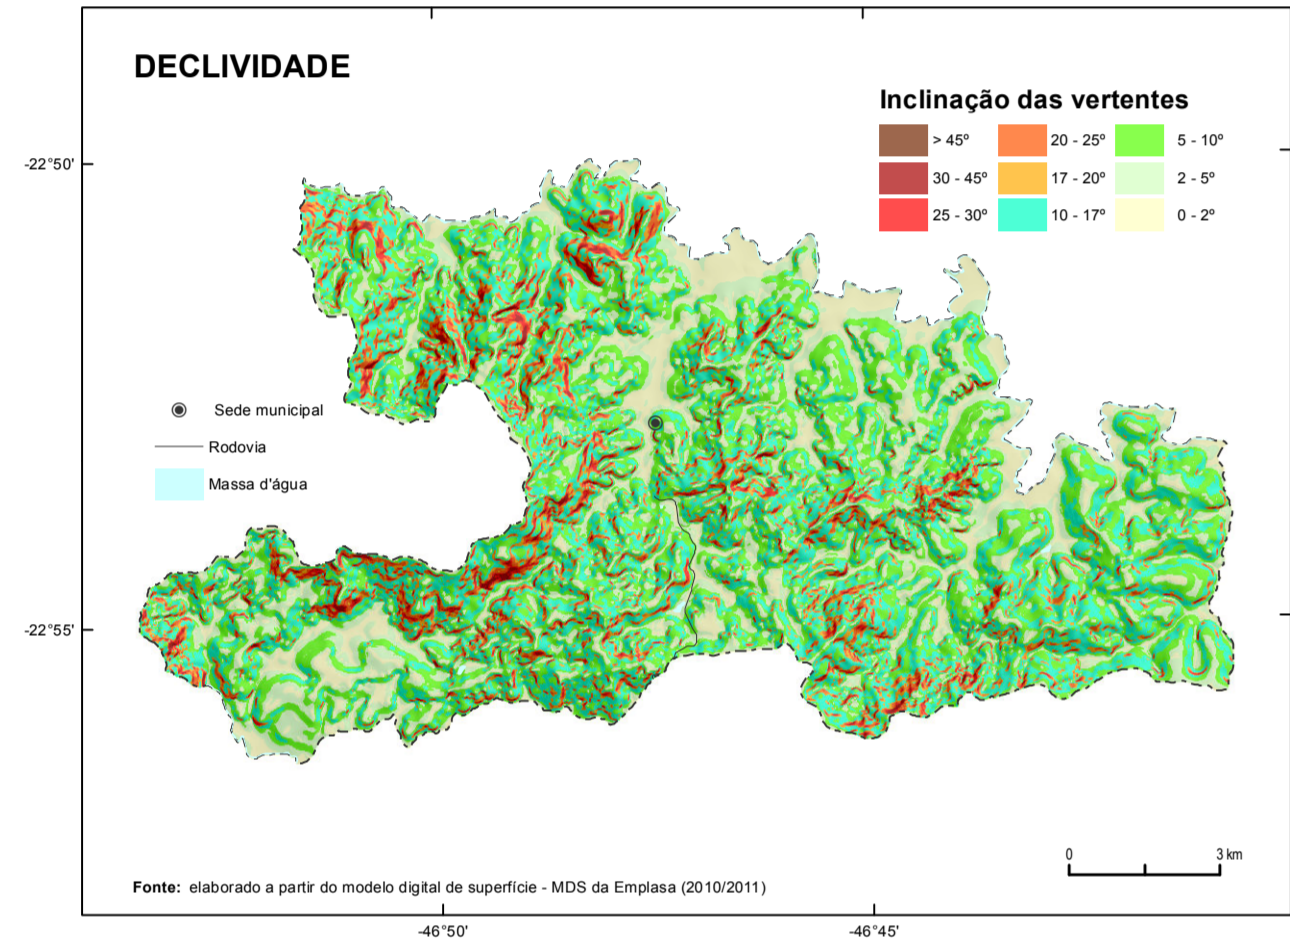 DECLIVIDADE
Inclinação das vertentes
> 45º
20 - 25º
5 - 10º
30 - 45º
17 - 20º
2 - 5º
25 - 30º
10 - 17º
0 - 2º
-22°50'
Sede municipal
Rodovia
Massa d'água
-22°55'
0
3 km
Fonte: elaborado a partir do modelo digital de superfície - MDS da Emplasa (2010/2011)
-46°50'
-46°45'